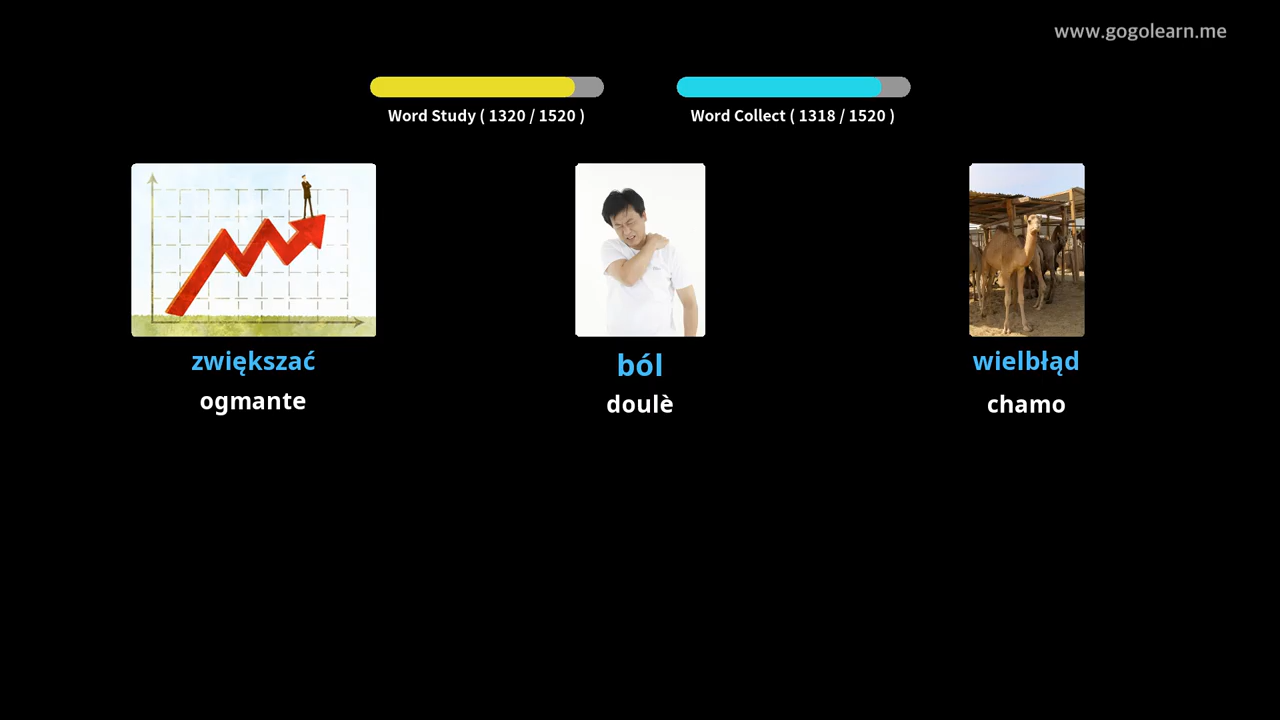 www.gogolearn.me
Word Study ( 1320 / 1520 )
Word Collect ( 1318 / 1520 )
zwiększać
ogmante
ból
doulè
wielbłąd
chamo